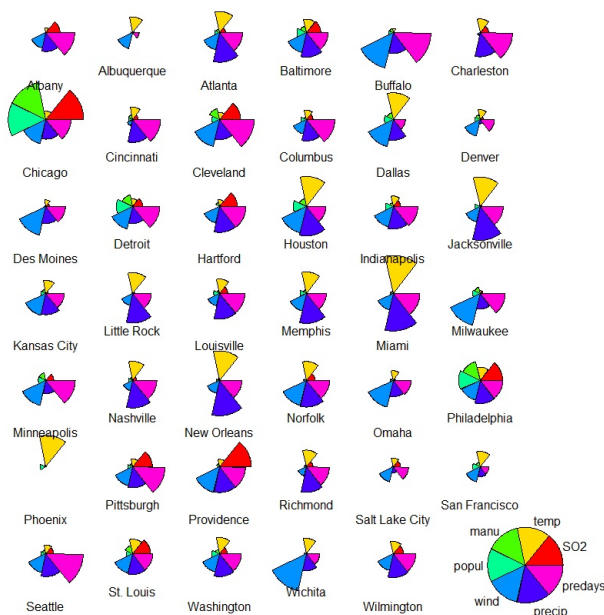 Albany
Albuquerque
Atlanta
Baltimore
Buffalo
Charleston
Chicago
Cincinnati
Cleveland
Columbus
Dallas
Denver
Des Moines
Detroit
Hartford
Houston
Indianapolis
Jacksonville
Kansas City
Little Rock
Louisville
Memphis
Miami
Milwaukee
Minneapolis
Nashville
New Orleans
Norfolk
Omaha
Philadelphia
Phoenix
Pittsburgh
Providence
Richmond
Salt Lake City
San Francisco
Seattle
St. Louis
Washington
Wichita
Wilmington
temp
manu
SO2
popul
predays
wind
precip